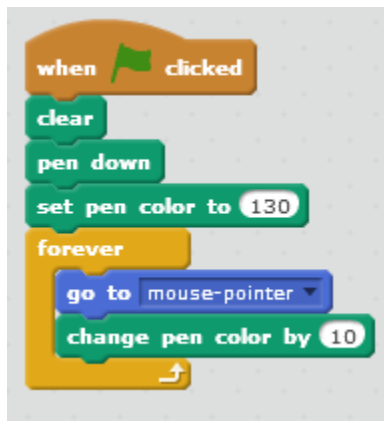 when clicked
clear
pen down
set pen color to 130
forever
go to mouse-pointer
change pen color by 10